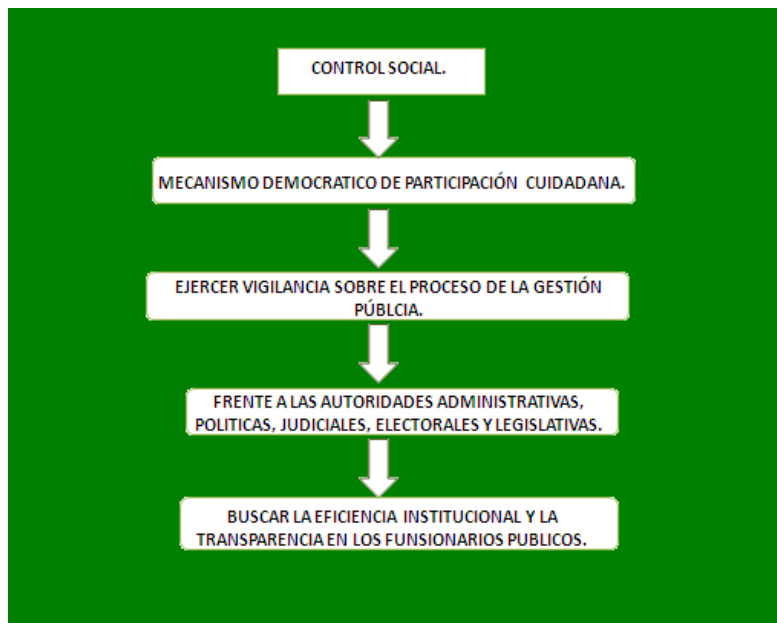 CONTROL SOCIAL.
MECANISMO DEMOCRATICO DE PARTICIPACIÓN CUIDADANA.
EJERCER VIGILANCIA SOBRE EL PROCESO DE LA GESTIÓN
PÚBLCIA.
FRENTE A LAS AUTORIDADES ADMINISTRATIVAS,
POLITICAS, JUDICIALES, ELECTORALES Y LEGISLATIVAS.
BUSCAR LA EFICIENCIA INSTITUCIONAL Y LA
TRANSPARENCIA EN LOS FUNSIONARIOS PUBLICOS.